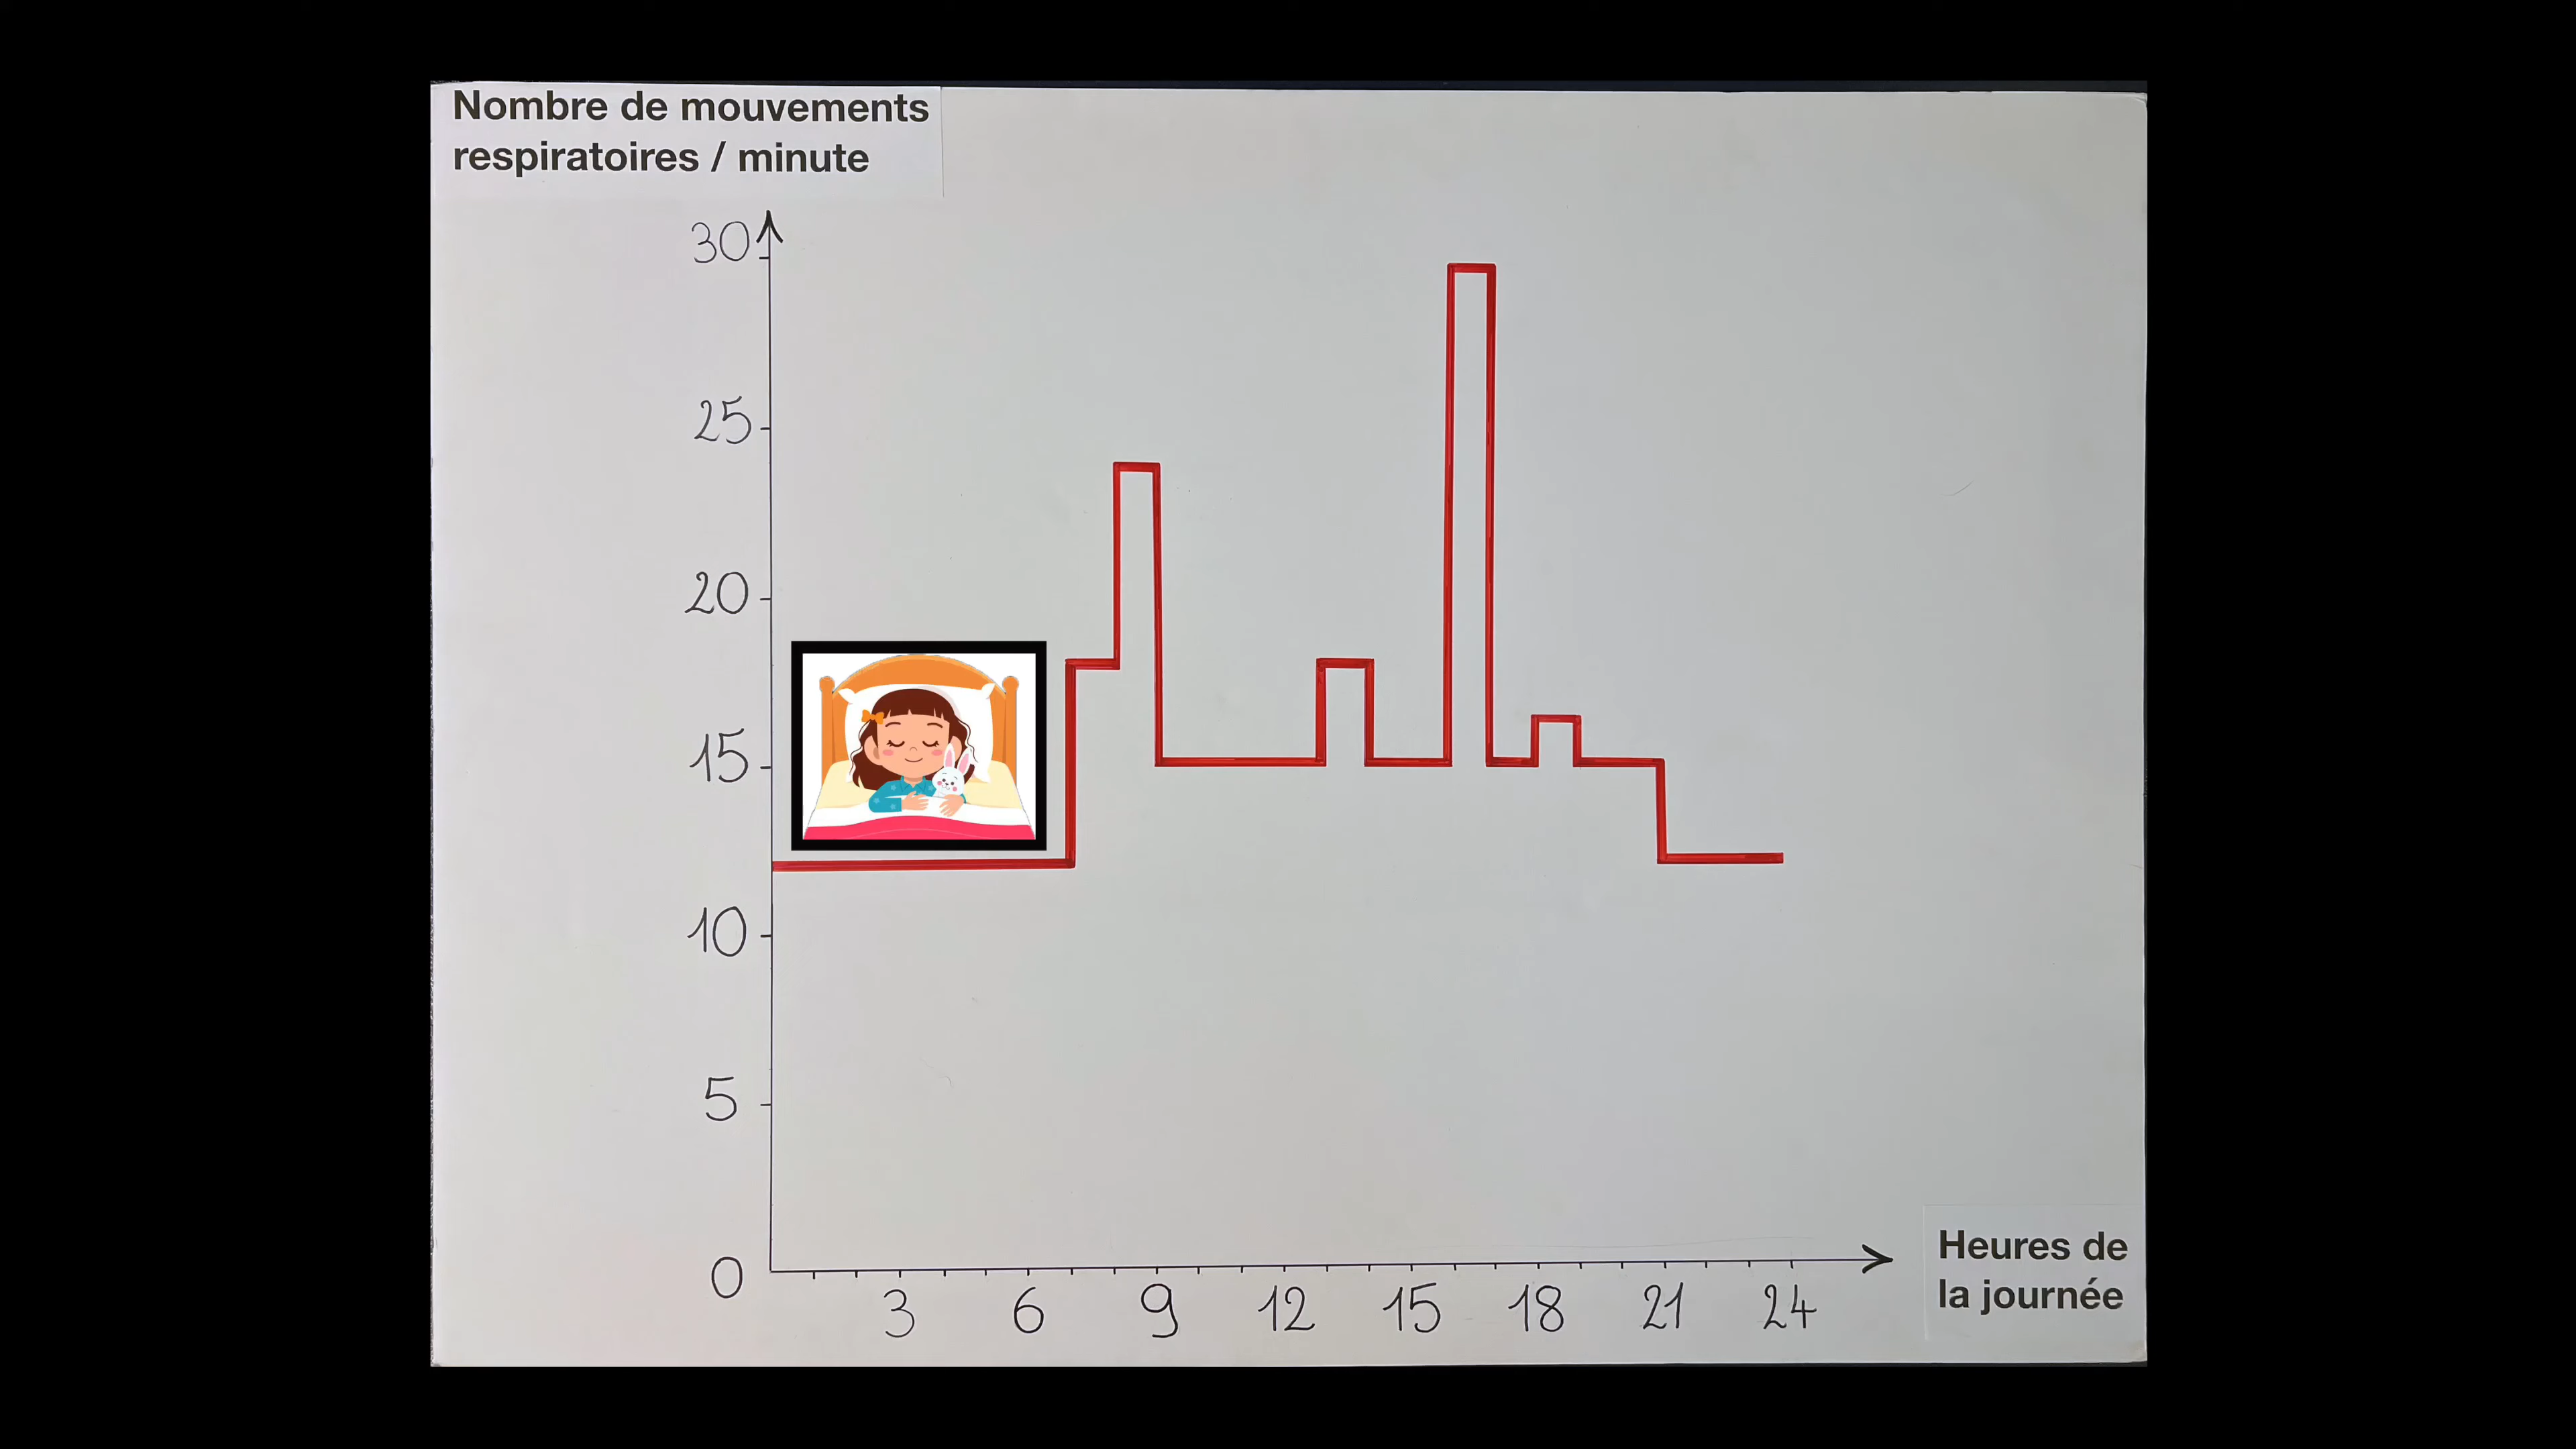 Nombre de mouvements
respiratoires / minute
30
25
20
15
10
5
0
3 6 9 12 15 18 21 24
Heures de
la journée